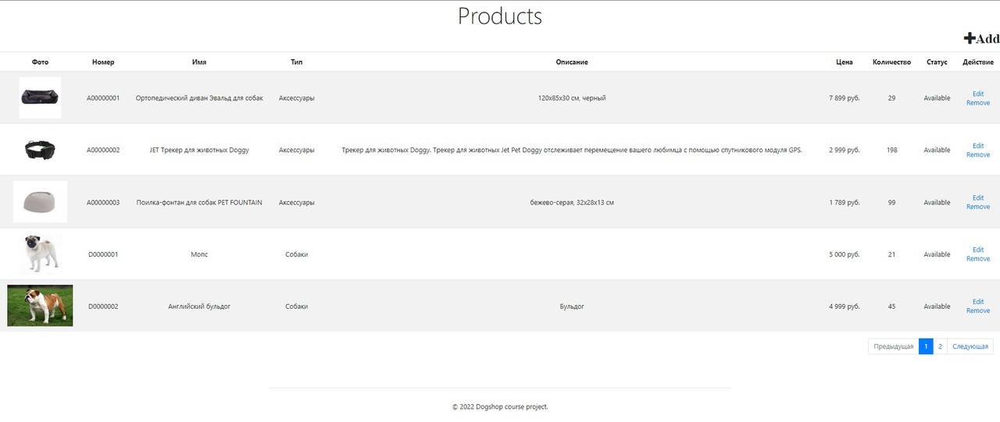 Products
Add
Фото Номер Имя Тип Описание Цена Количество Статус Действие
A00000001 Ортопедический диван Эвальд для собак Аксессуары 120x85x30 см, черный 7 899 руб. 29 Available Edit
Remove
A00000002 JET Трекер для животных Doggy Аксессуары Трекер для животных Doggy. Трекер для животных Jet Pet Doggy отслеживает перемещение вашего любимца с помощью спутникового модуля GPS. 2 999 руб. 198 Available Edit
Remove
A00000003 Поилка-фонтан для собак PET FOUNTAIN Аксессуары бежево-серая, 32x28x13 см 1 789 руб. 99 Available Edit
Remove
D0000001 Мопс Собаки 5 000 руб. 21 Available Edit
Remove
D0000002 Английский бульдог Собаки Бульдог 4 999 руб. 45 Available Edit
Remove
Предыдущая 1 2 Следующая
© 2022 Dogshop course project.